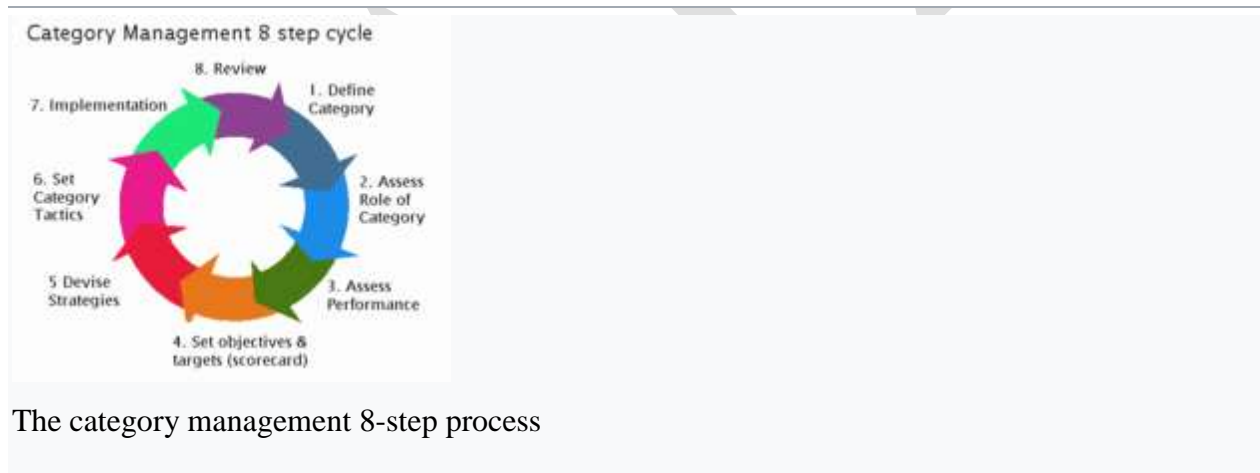 Category Management 8 step cycle
8. Review
1. Define
Category
2. Assess
Role of
Category
3. Assess
Performance
4. Set objectives &
targets (scorecard)
5 Devise
Strategies
6. Set
Category
Tactics
7. Implementation
The category management 8-step process